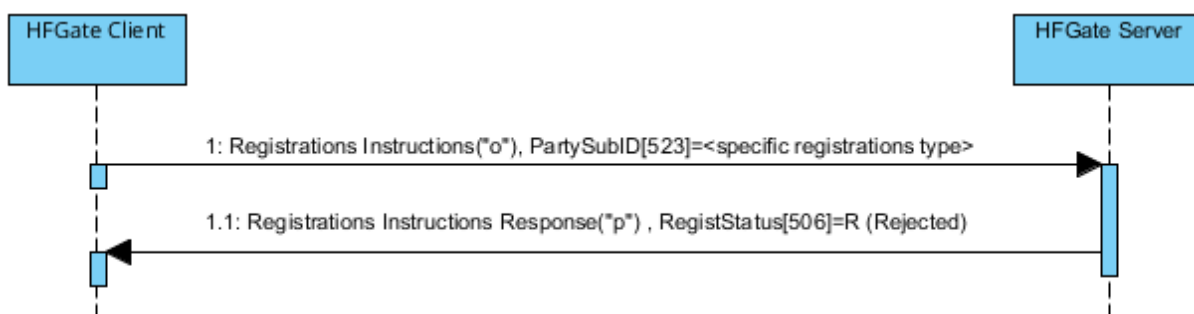 HFGate Client
HFGate Server
1: Registrations Instructions("o"), PartySubID[523]=<specific registrations type>
1.1: Registrations Instructions Response("p") , RegistStatus[506]=R (Rejected)